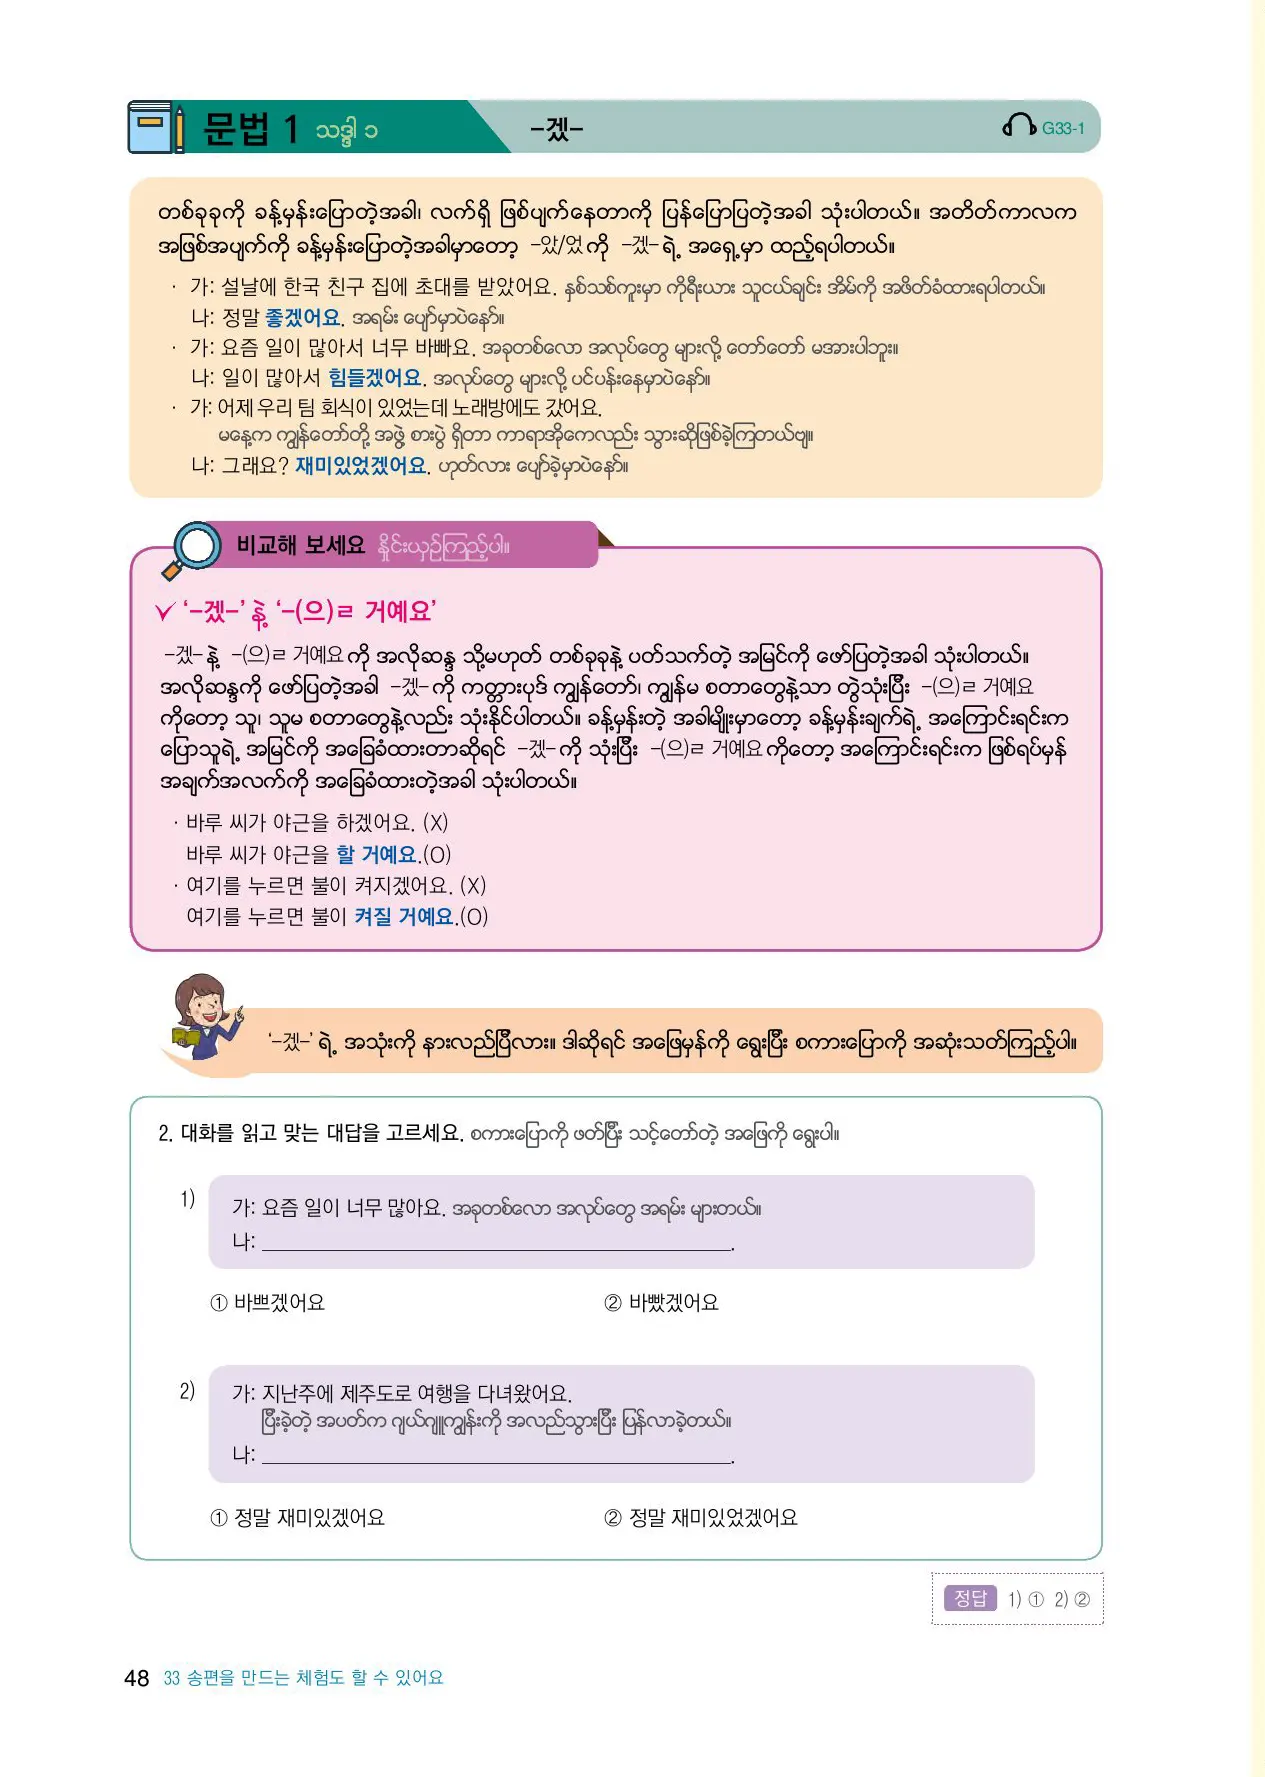 문법 1 သဒ္ဒါ ၁ -겠- G33-1
တစ်ခုခုကို ခန့်မှန်းပြောတဲ့အခါ၊ လက်ရှိ ဖြစ်ပျက်နေတာကို ပြန်ပြောပြတဲ့အခါ သုံးပါတယ်။ အတိတ်ကာလက
အဖြစ်အပျက်ကို ခန့်မှန်းပြောတဲ့အခါမှာတော့ -았/었ကို -겠-ရဲ့ အရှေ့မှာ ထည့်ရပါတယ်။
· 가: 설날에 한국 친구 집에 초대를 받았어요. နှစ်သစ်ကူးမှာ ကိုရီးယား သူငယ်ချင်း အိမ်ကို အဖိတ်ခံထားရပါတယ်။
나: 정말 좋겠어요. အရမ်း ပျော်မှာပဲနော်။
· 가: 요즘 일이 많아서 너무 바빠요. အခုတစ်လော အလုပ်တွေ များလို့ တော်တော် မအားပါဘူး။
나: 일이 많아서 힘들겠어요. အလုပ်တွေ များလို့ ပင်ပန်းနေမှာပဲနော်။
· 가: 어제 우리 팀 회식이 있었는데 노래방에도 갔어요.
မနေ့က ကျွန်တော်တို့ အဖွဲ့ စားပွဲ ရှိတာ ကာရာအိုကေလည်း သွားဆိုဖြစ်ခဲ့ကြတယ်ဗျ။
나: 그래요? 재미있었겠어요. ဟုတ်လား ပျော်ခဲ့မှာပဲနော်။
비교해 보세요 နှိုင်းယှဉ်ကြည့်ပါ။
‘-겠-’ နဲ့ ‘-(으)ㄹ 거예요’
-겠-နဲ့ -(으)ㄹ 거예요ကို အလိုဆန္ဒ သို့မဟုတ် တစ်ခုခုနဲ့ ပတ်သက်တဲ့ အမြင်ကို ဖော်ပြတဲ့အခါ သုံးပါတယ်။
အလိုဆန္ဒကို ဖော်ပြတဲ့အခါ -겠-ကို ကတ္တားပုဒ် ကျွန်တော်၊ ကျွန်မ စတာတွေနဲ့သာ တွဲသုံးပြီး -(으)ㄹ 거예요
ကိုတော့ သူ၊ သူမ စတာတွေနဲ့လည်း သုံးနိုင်ပါတယ်။ ခန့်မှန်းတဲ့ အခါမျိုးမှာတော့ ခန့်မှန်းချက်ရဲ့ အကြောင်းရင်းက
ပြောသူရဲ့ အမြင်ကို အခြေခံထားတာဆိုရင် -겠-ကို သုံးပြီး -(으)ㄹ 거예요ကိုတော့ အကြောင်းရင်းက ဖြစ်ရပ်မှန်
အချက်အလက်ကို အခြေခံထားတဲ့အခါ သုံးပါတယ်။
· 바루 씨가 야근을 하겠어요. (X)
바루 씨가 야근을 할 거예요.(O)
· 여기를 누르면 불이 켜지겠어요. (X)
여기를 누르면 불이 켜질 거예요.(O)
‘-겠-’ ရဲ့ အသုံးကို နားလည်ပြီလား။ ဒါဆိုရင် အဖြေမှန်ကို ရွေးပြီး စကားပြောကို အဆုံးသတ်ကြည့်ပါ။
2. 대화를 읽고 맞는 대답을 고르세요. စကားပြောကို ဖတ်ပြီး သင့်တော်တဲ့ အဖြေကို ရွေးပါ။
1) 가: 요즘 일이 너무 많아요. အခုတစ်လော အလုပ်တွေ အရမ်း များတယ်။
나: ______________________.
① 바쁘겠어요 ② 바빴겠어요
2) 가: 지난주에 제주도로 여행을 다녀왔어요.
ပြီးခဲ့တဲ့ အပတ်က ဂျယ်ဂျူကျွန်းကို အလည်သွားပြီး ပြန်လာခဲ့တယ်။
나: ______________________.
① 정말 재미있겠어요 ② 정말 재미있었겠어요
정답 1) ① 2) ②
48 33 송편을 만드는 체험도 할 수 있어요